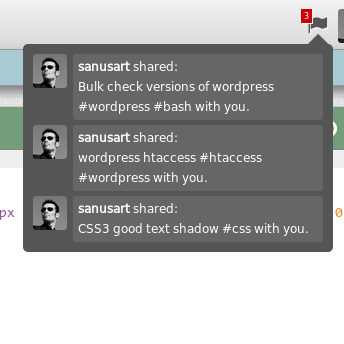 3
sanusart shared:
Bulk check versions of wordpress
#wordpress #bash with you.
sanusart shared:
wordpress htaccess #htaccess
#wordpress with you.
sanusart shared:
px
0
CSS3 good text shadow #css with you.